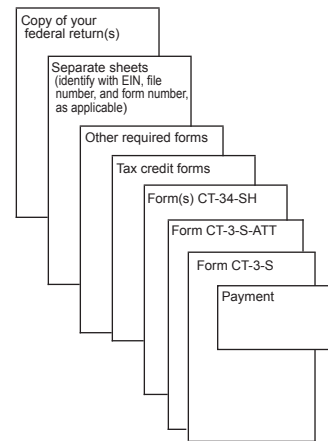 Copy of your
federal return(s)
Separate sheets
(identify with EIN, file
number, and form number,
as applicable)
Other required forms
Tax credit forms
Form(s) CT-34-SH
Form CT-3-S-ATT
Form CT-3-S
Payment